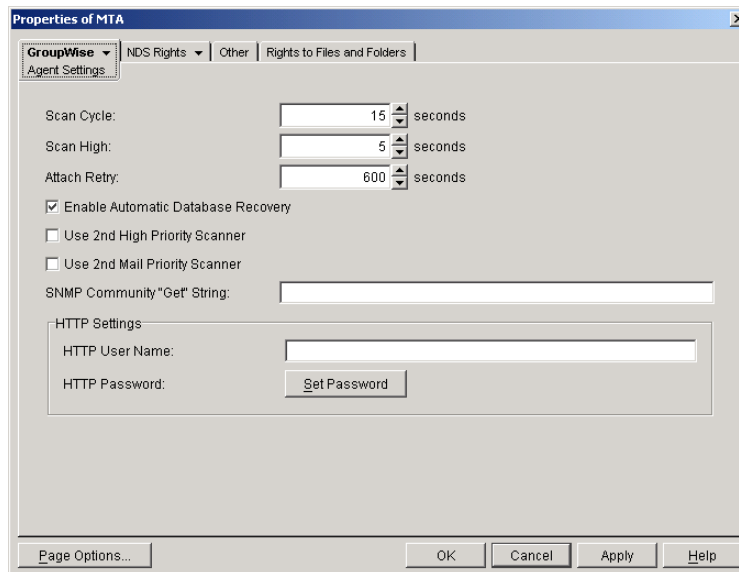 Properties of MTA
GroupWise NDS Rights Other Rights to Files and Folders
Agent Settings
Scan Cycle: 15 seconds
Scan High: 5 seconds
Attach Retry: 600 seconds
Enable Automatic Database Recovery
Use 2nd High Priority Scanner
Use 2nd Mail Priority Scanner
SNMP Community "Get" String:
HTTP Settings
HTTP User Name:
HTTP Password: Set Password
Page Options... OK Cancel Apply Help